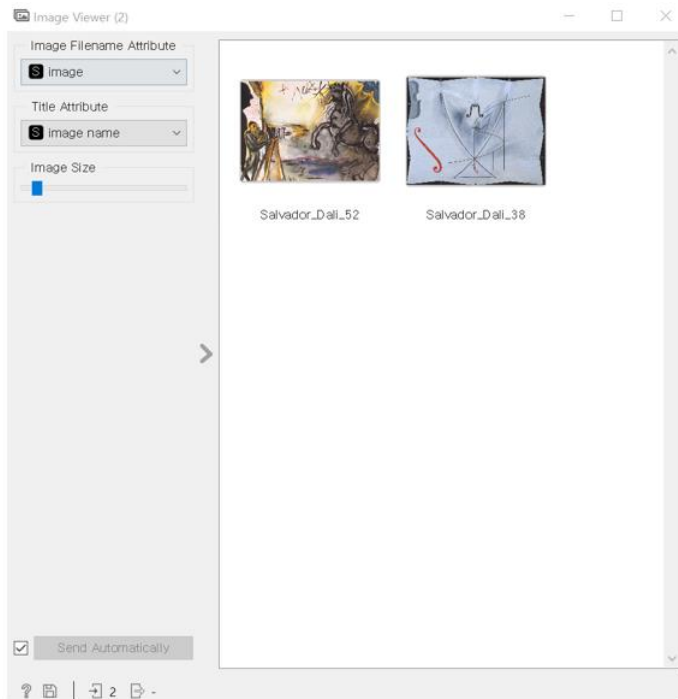 Image Viewer (2)
Image Filename Attribute
S image
Title Attribute
S image name
Image Size
Salvador_Dali_52
Salvador_Dali_38
Send Automatically
? 2 -